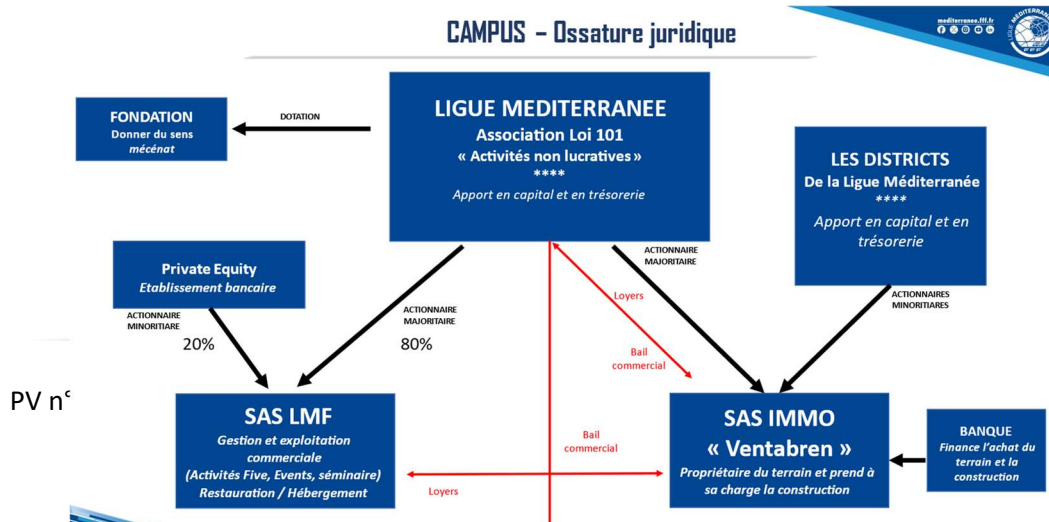 CAMPUS – Ossature juridique
mediterranee.fff.fr
FONDATION
Donner du sens
mécénat
DOTATION
LIGUE MEDITERRANEE
Association Loi 101
« Activités non lucratives »
****
Apport en capital et en trésorerie
LES DISTRICTS
De la Ligue Méditerranée
****
Apport en capital et en
trésorerie
Private Equity
Etablissement bancaire
ACTIONNAIRE
MINORITIARE
20%
ACTIONNAIRE
MAJORITAIRE
80%
ACTIONNAIRE
MAJORITAIRE
ACTIONNAIRES
MINORITIARES
Loyers
Bail
commercial
PV n°
SAS LMF
Gestion et exploitation
commerciale
(Activités Five, Events, séminaire)
Restauration / Hébergement
Bail
commercial
Loyers
SAS IMMO
« Ventabren »
Propriétaire du terrain et prend à
sa charge la construction
BANQUE
Finance l'achat du
terrain et la
construction